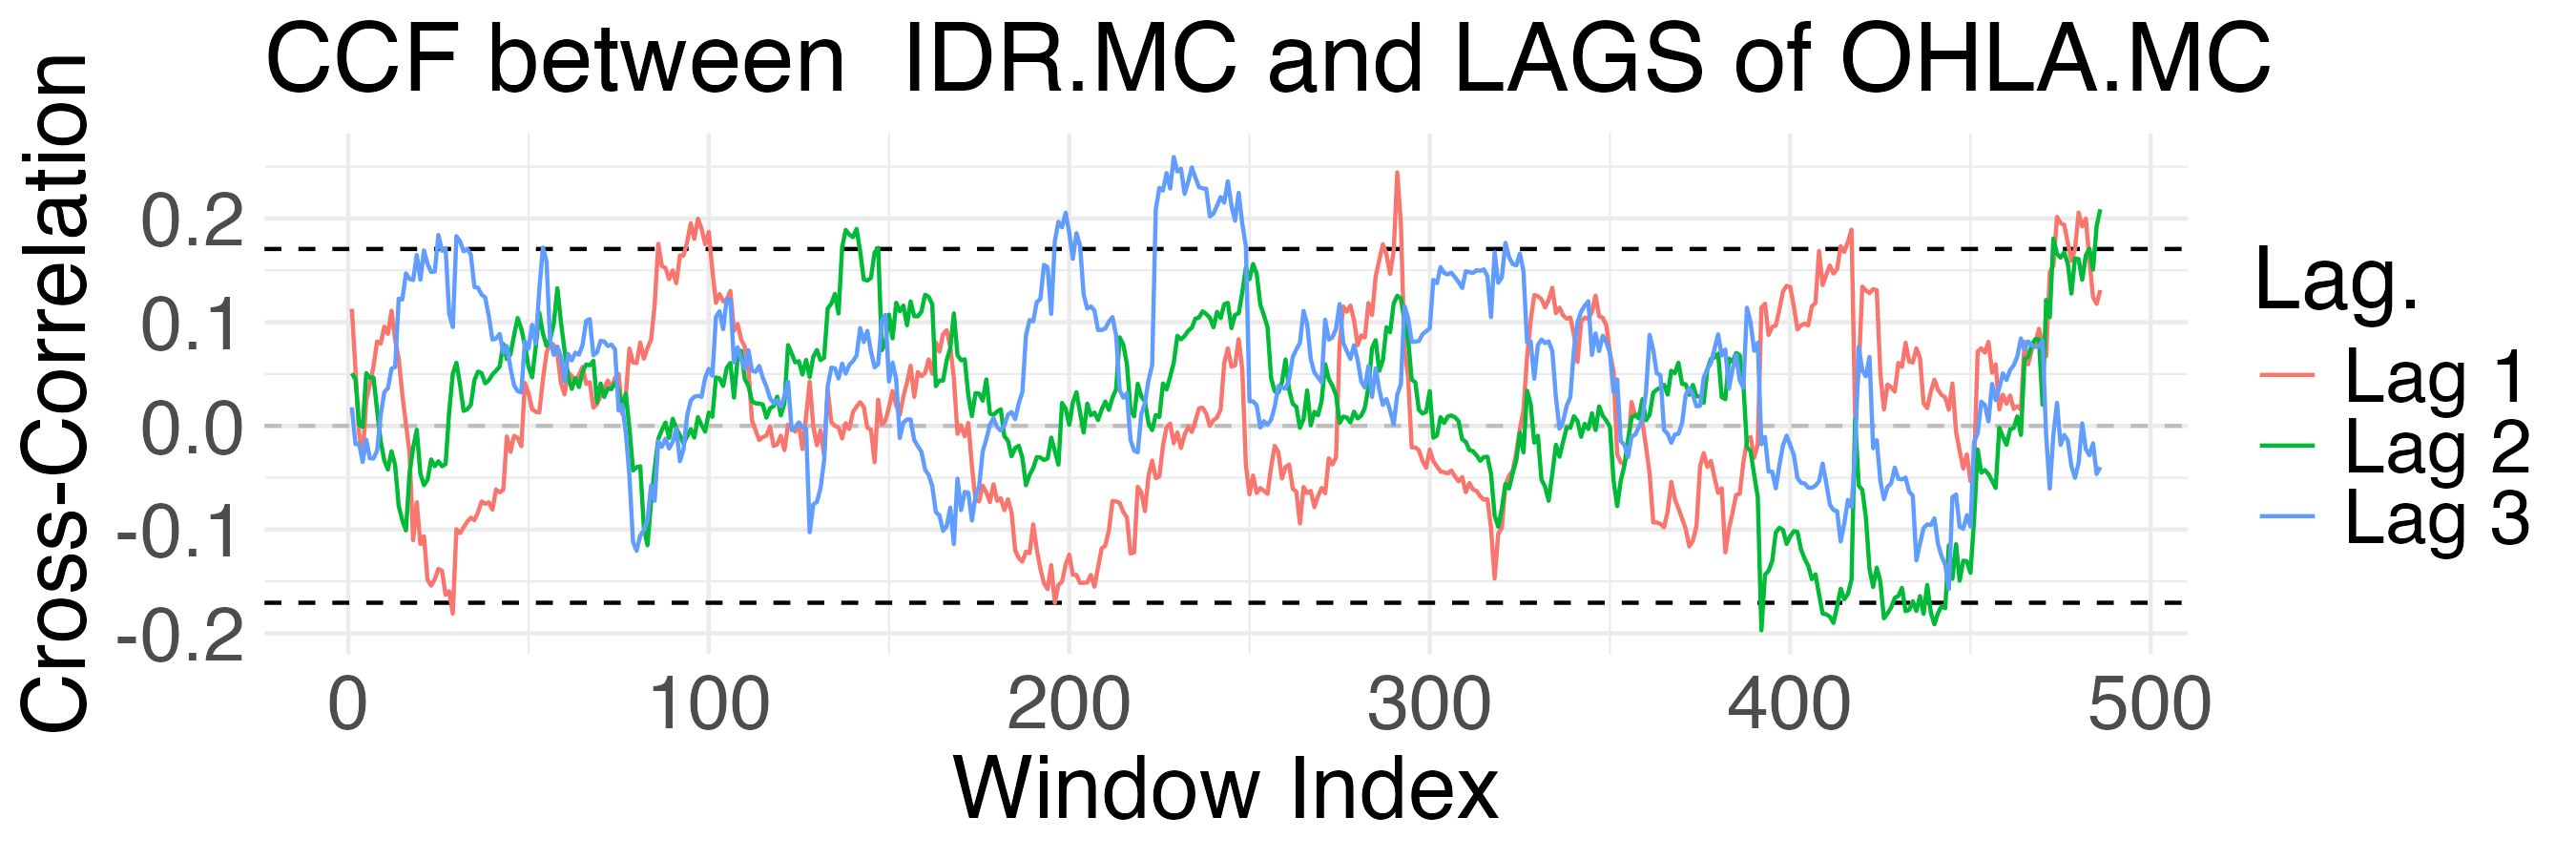 CCF between  IDR.MC and LAGS of OHLA.MC
Cross-Correlation
0.2
0.1
0.0
-0.1
-0.2
0 100 200 300 400 500
Window Index
Lag.
Lag 1
Lag 2
Lag 3